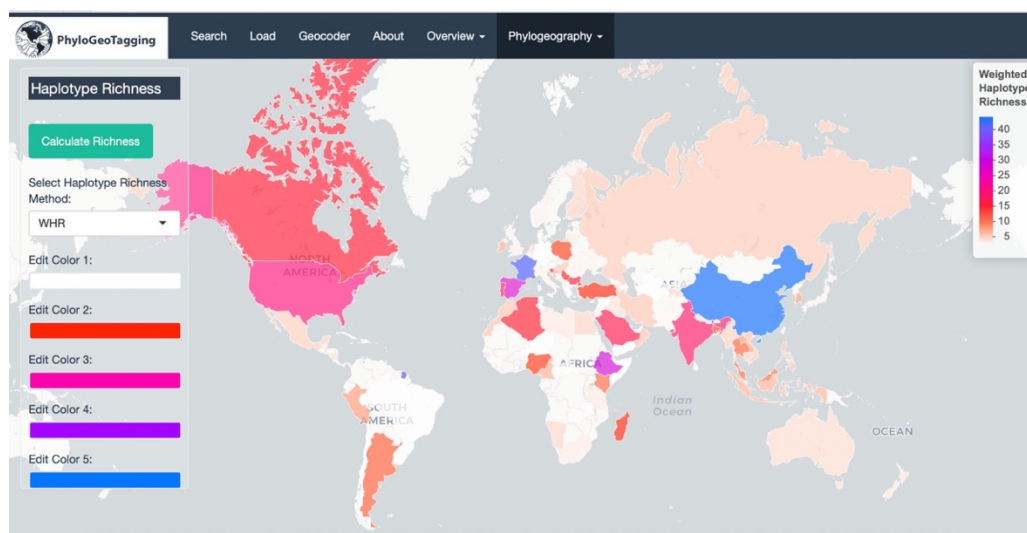 PhyloGeoTagging
Search
Load
Geocoder
About
Overview
Phylogeography
Haplotype Richness
Calculate Richness
Select Haplotype Richness
Method:
WHR
Edit Color 1:
Edit Color 2:
Edit Color 3:
Edit Color 4:
Edit Color 5:
NORTH
AMERICA
SOUTH
AMERICA
AFRICA
ASIA
Indian
Ocean
OCEAN
Weighted
Haplotype
Richness
40
35
30
25
20
15
10
5